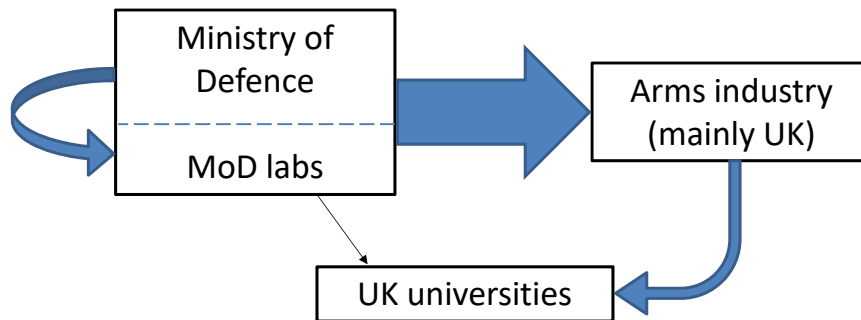 Ministry of
Defence
MoD labs
Arms industry
(mainly UK)
UK universities